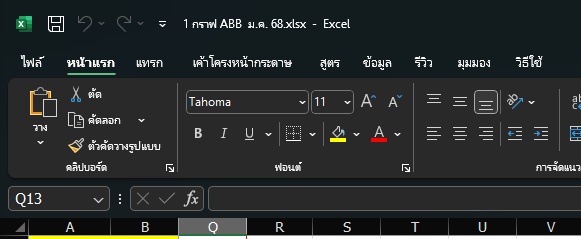 1 กราฟ ABB ม.ค. 68.xlsx - Excel
ไฟล์ หน้าแรก แทรก เค้าโครงหน้ากระดาษ สูตร ข้อมูล รีวิว มุมมอง วิธีใช้
วาง
ตัด
คัดลอก
ตัวคัดวางรูปแบบ
คลิปบอร์ด
Tahoma 11 A A
B I U A
ฟอนต์
ab
การจัดแนว
Q13 fx
A B Q R S T U V